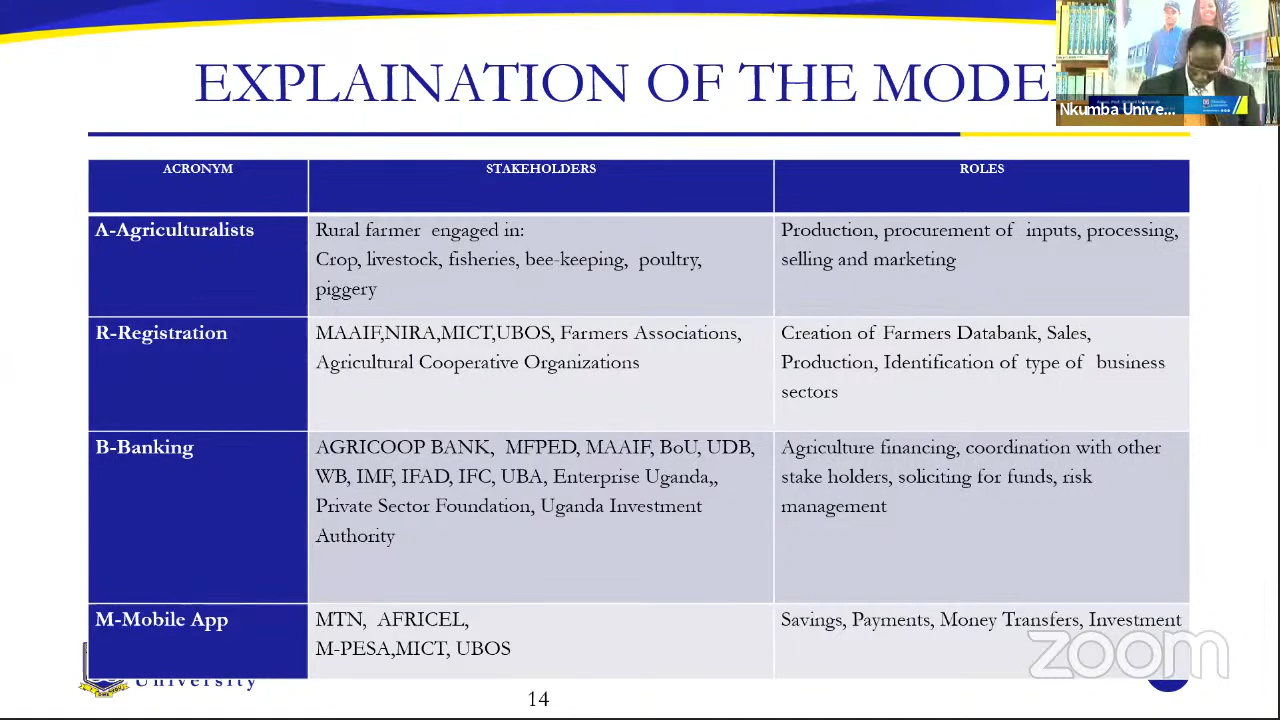 EXPLAINATION OF THE MODE
Nkumba Unive...
ACRONYM
STAKEHOLDERS
ROLES
A-Agriculturalists
Rural farmer engaged in:
Crop, livestock, fisheries, bee-keeping, poultry,
piggery
Production, procurement of inputs, processing,
selling and marketing
R-Registration
MAAIF,NIRA,MICT,UBOS, Farmers Associations,
Agricultural Cooperative Organizations
Creation of Farmers Databank, Sales,
Production, Identification of type of business
sectors
B-Banking
AGRICOOP BANK, MFPED, MAAIF, BoU, UDB,
WB, IMF, IFAD, IFC, UBA, Enterprise Uganda,,
Private Sector Foundation, Uganda Investment
Authority
Agriculture financing, coordination with other
stake holders, soliciting for funds, risk
management
M-Mobile App
MTN, AFRICEL,
M-PESA,MICT, UBOS
Savings, Payments, Money Transfers, Investment
University
zoom
14